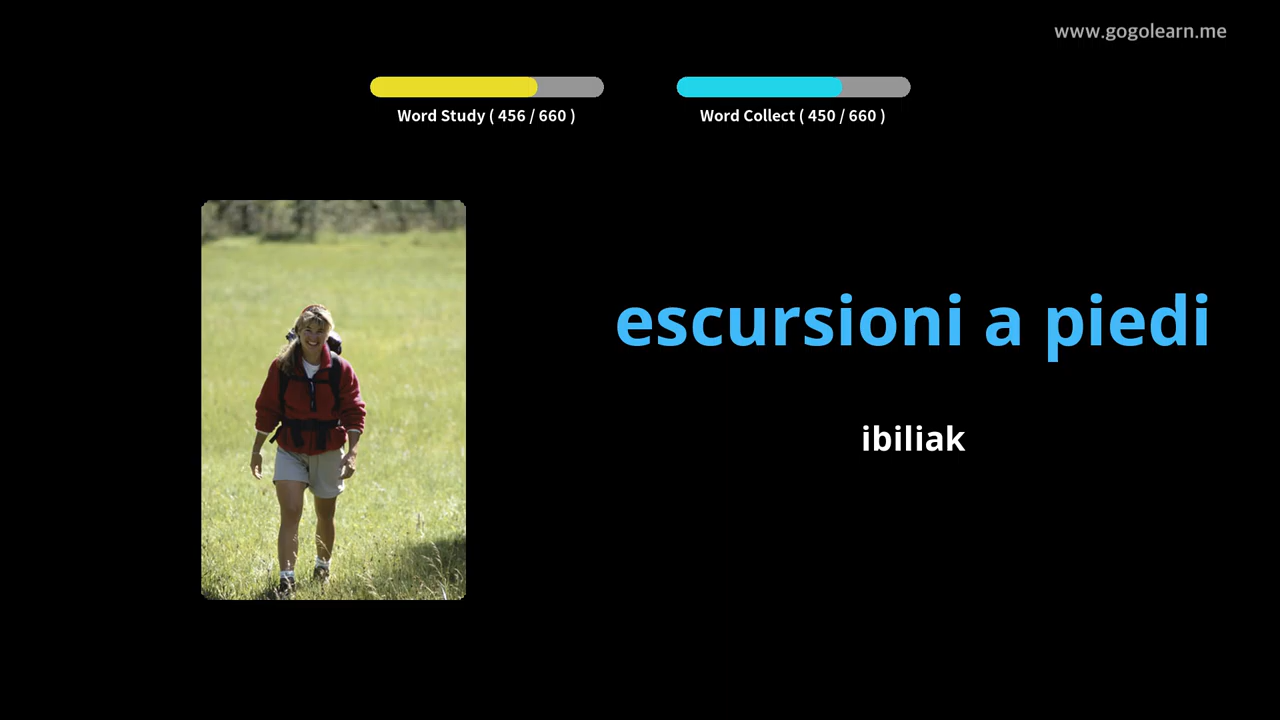 www.gogolearn.me
Word Study ( 456 / 660 )
Word Collect ( 450 / 660 )
escursioni a piedi
ibiliak